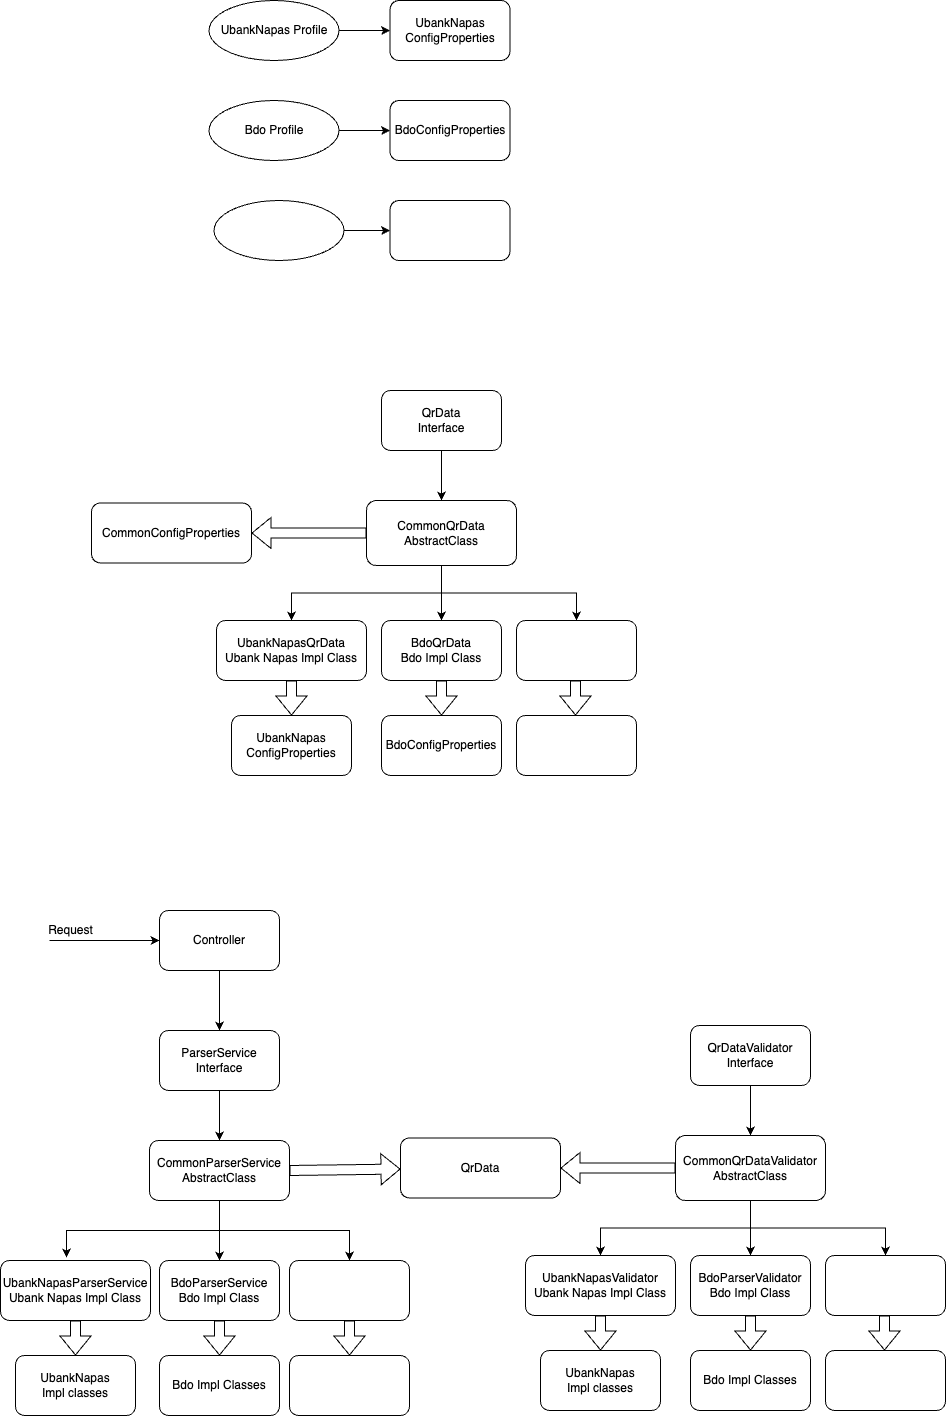 UbankNapas Profile
UbankNapas
ConfigProperties
Bdo Profile
BdoConfigProperties
QrData
Interface
CommonConfigProperties
CommonQrData
AbstractClass
UbankNapasQrData
Ubank Napas Impl Class
BdoQrData
Bdo Impl Class
UbankNapas
ConfigProperties
BdoConfigProperties
Request
Controller
ParserService
Interface
QrDataValidator
Interface
CommonParserService
AbstractClass
QrData
CommonQrDataValidator
AbstractClass
UbankNapasParserService
Ubank Napas Impl Class
BdoParserService
Bdo Impl Class
UbankNapasValidator
Ubank Napas Impl Class
BdoParserValidator
Bdo Impl Class
UbankNapas
Impl classes
Bdo Impl Classes
UbankNapas
Impl classes
Bdo Impl Classes